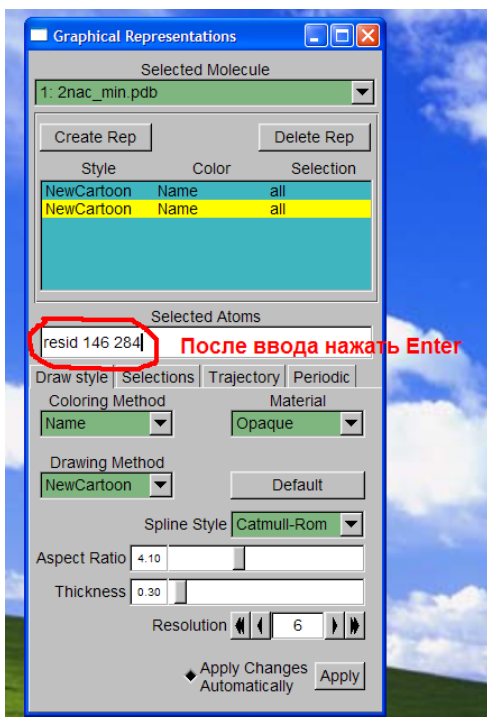 Graphical Representations
Selected Molecule
1: 2nac_min.pdb
Create Rep Delete Rep
Style Color Selection
NewCartoon Name all
NewCartoon Name all
Selected Atoms
resid 146 284 После ввода нажать Enter
Draw style Selections Trajectory Periodic
Coloring Method Material
Name Opaque
Drawing Method
NewCartoon Default
Spline Style Catmull-Rom
Aspect Ratio 4.10
Thickness 0.30
Resolution 6
Apply Changes
Automatically Apply